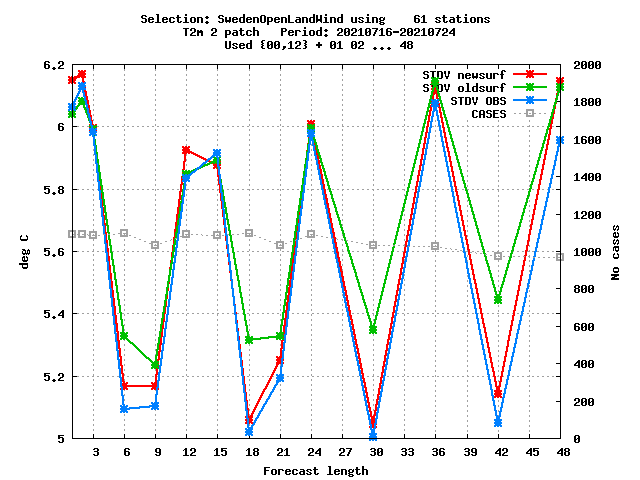 Selection: SwedenOpenLandWind using    61 stations
T2m 2 patch   Period: 20210716-20210724
Used {00,12} + 01 02 ... 48
STDV newsurf
STDV oldsurf
STDV OBS
CASES
6.2
6
5.8
5.6
5.4
5.2
5
deg C
2000
1800
1600
1400
1200
1000
800
600
400
200
0
No cases
3 6 9 12 15 18 21 24 27 30 33 36 39 42 45 48
Forecast length